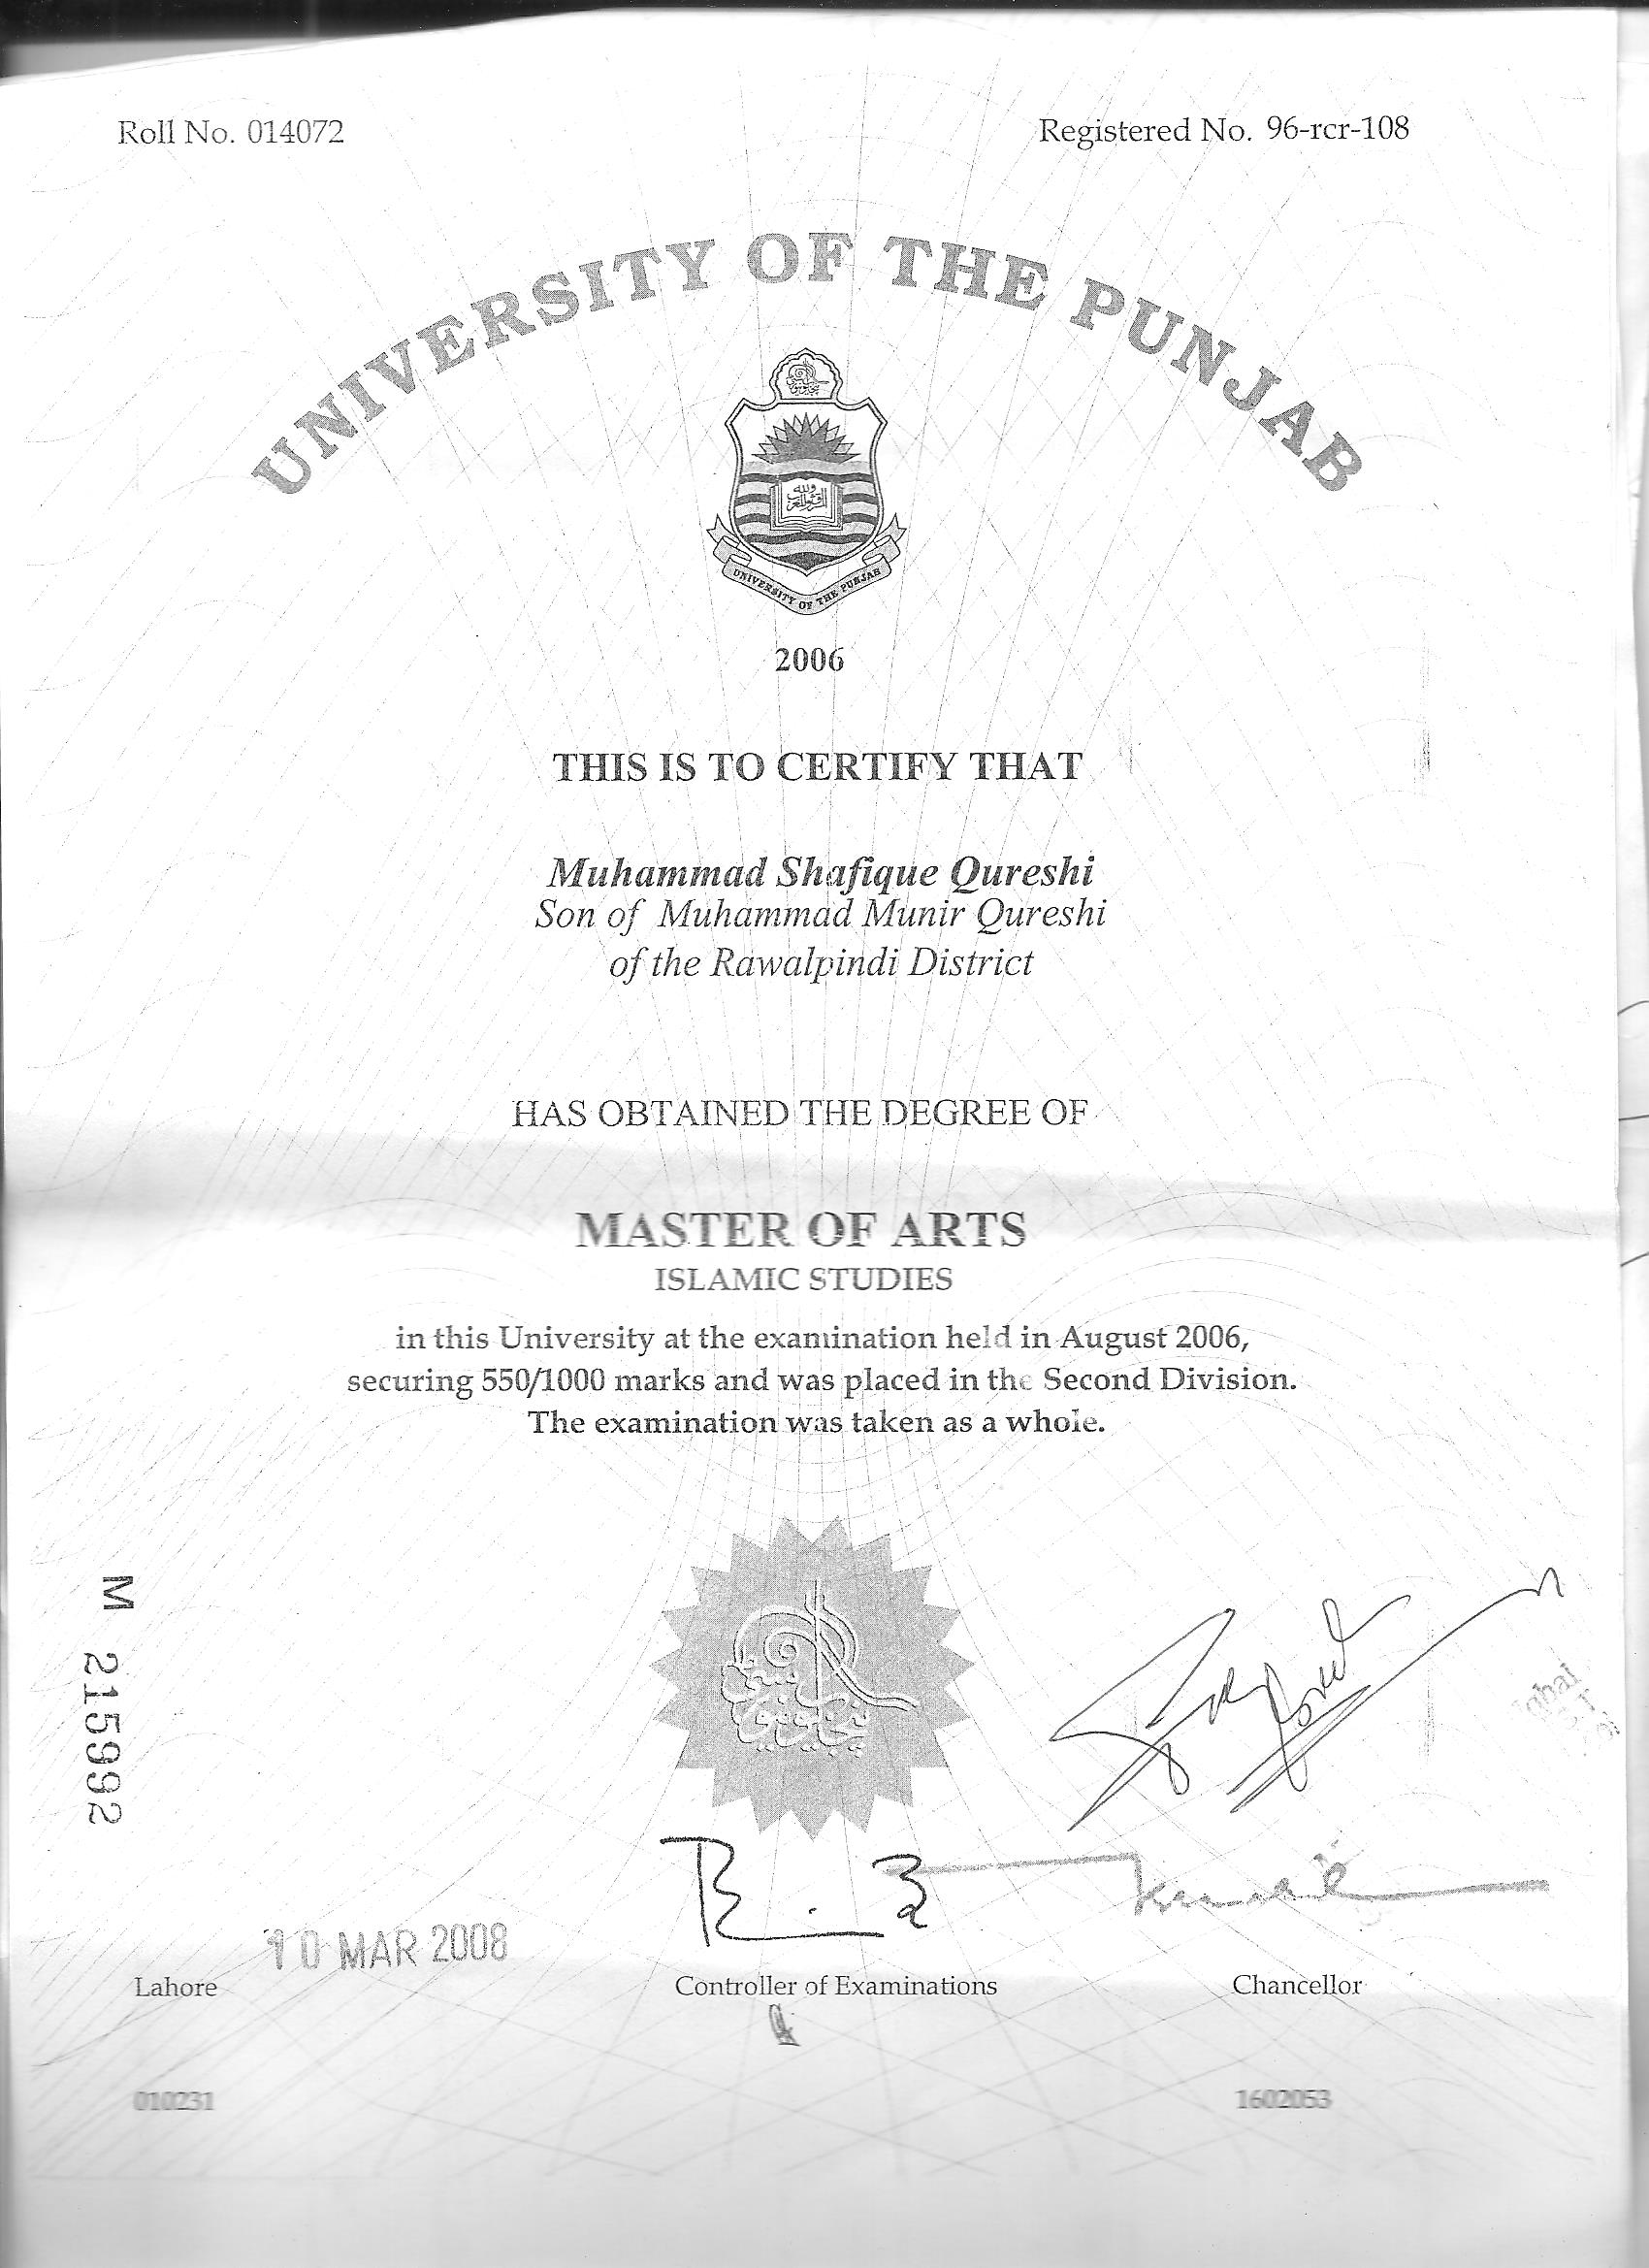 Roll No. 014072
Registered No. 96-rcr-108
UNIVERSITY OF THE PUNJAB
UNIVERSITY OF THE PUNJAB
2006
THIS IS TO CERTIFY THAT
Muhammad Shafique Qureshi
Son of Muhammad Munir Qureshi
of the Rawalpindi District
HAS OBTAINED THE DEGREE OF
MASTER OF ARTS
ISLAMIC STUDIES
in this University at the examination held in August 2006,
securing 550/1000 marks and was placed in the Second Division.
The examination was taken as a whole.
M 215992
10 MAR 2008
Lahore
Controller of Examinations
Chancellor
010231
1602053